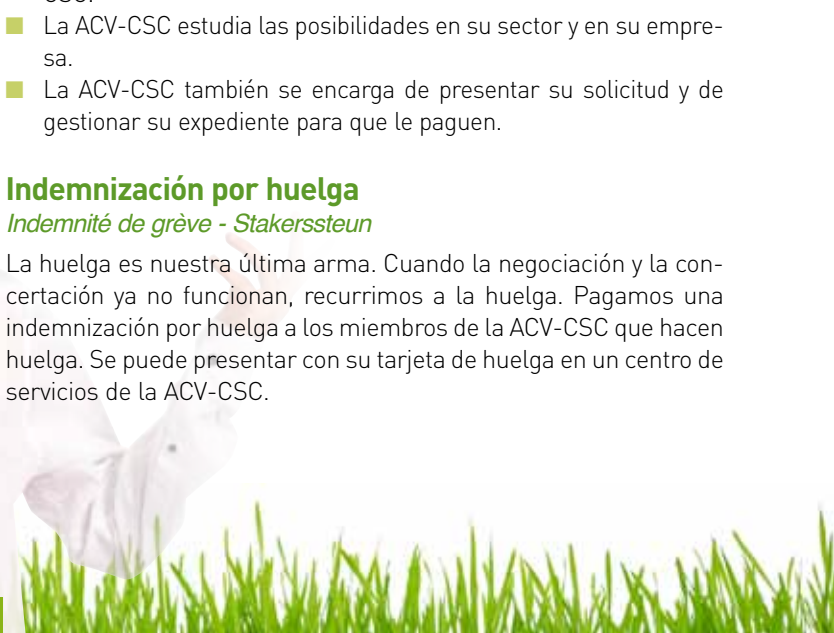 La ACV-CSC estudia las posibilidades en su sector y en su empre-
sa.
La ACV-CSC también se encarga de presentar su solicitud y de
gestionar su expediente para que le paguen.
Indemnización por huelga
Indemnité de grève - Stakerssteun
La huelga es nuestra última arma. Cuando la negociación y la con-
certación ya no funcionan, recurrimos a la huelga. Pagamos una
indemnización por huelga a los miembros de la ACV-CSC que hacen
huelga. Se puede presentar con su tarjeta de huelga en un centro de
servicios de la ACV-CSC.